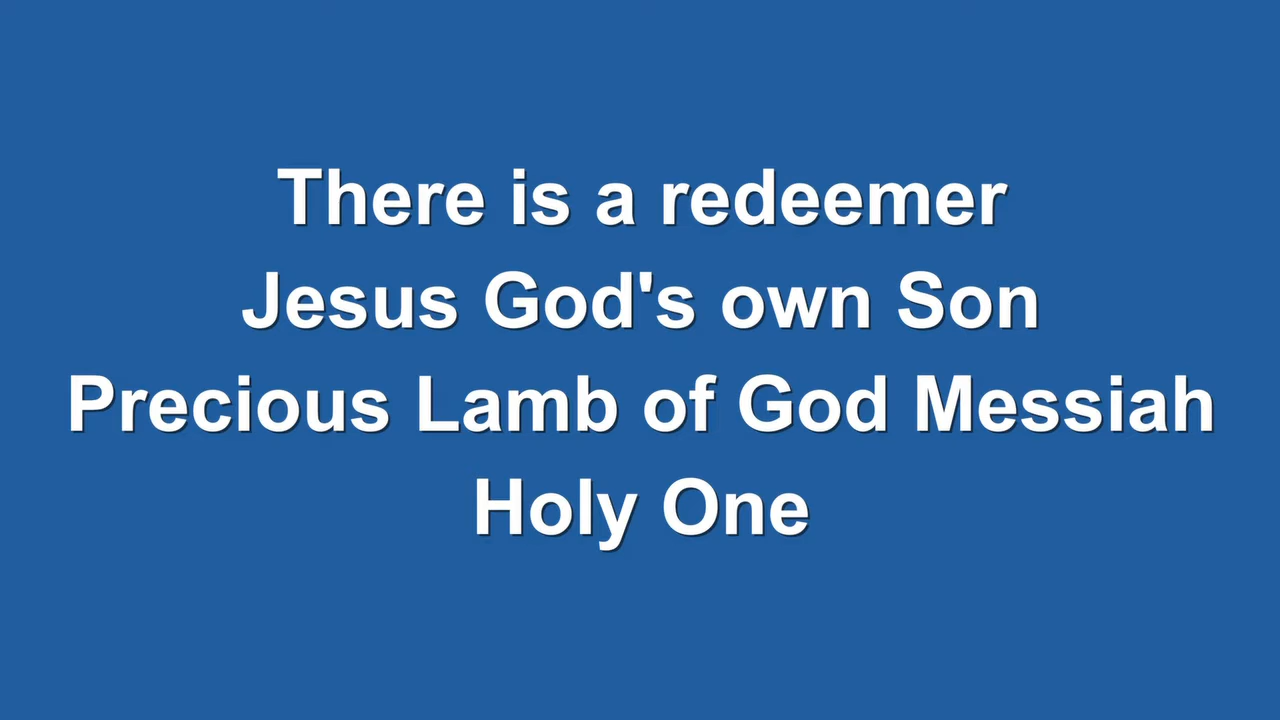 There is a redeemer
Jesus God's own Son
Precious Lamb of God Messiah
Holy One